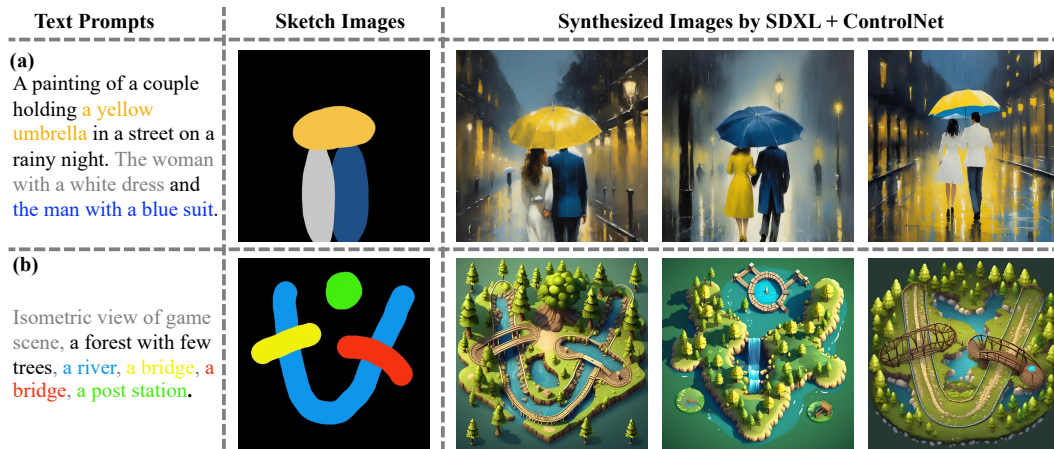 Text Prompts
Sketch Images
Synthesized Images by SDXL + ControlNet
(a)
A painting of a couple
holding a yellow
umbrella in a street on a
rainy night. The woman
with a white dress and
the man with a blue suit.
(b)
Isometric view of game
scene, a forest with few
trees, a river, a bridge, a
bridge, a post station.